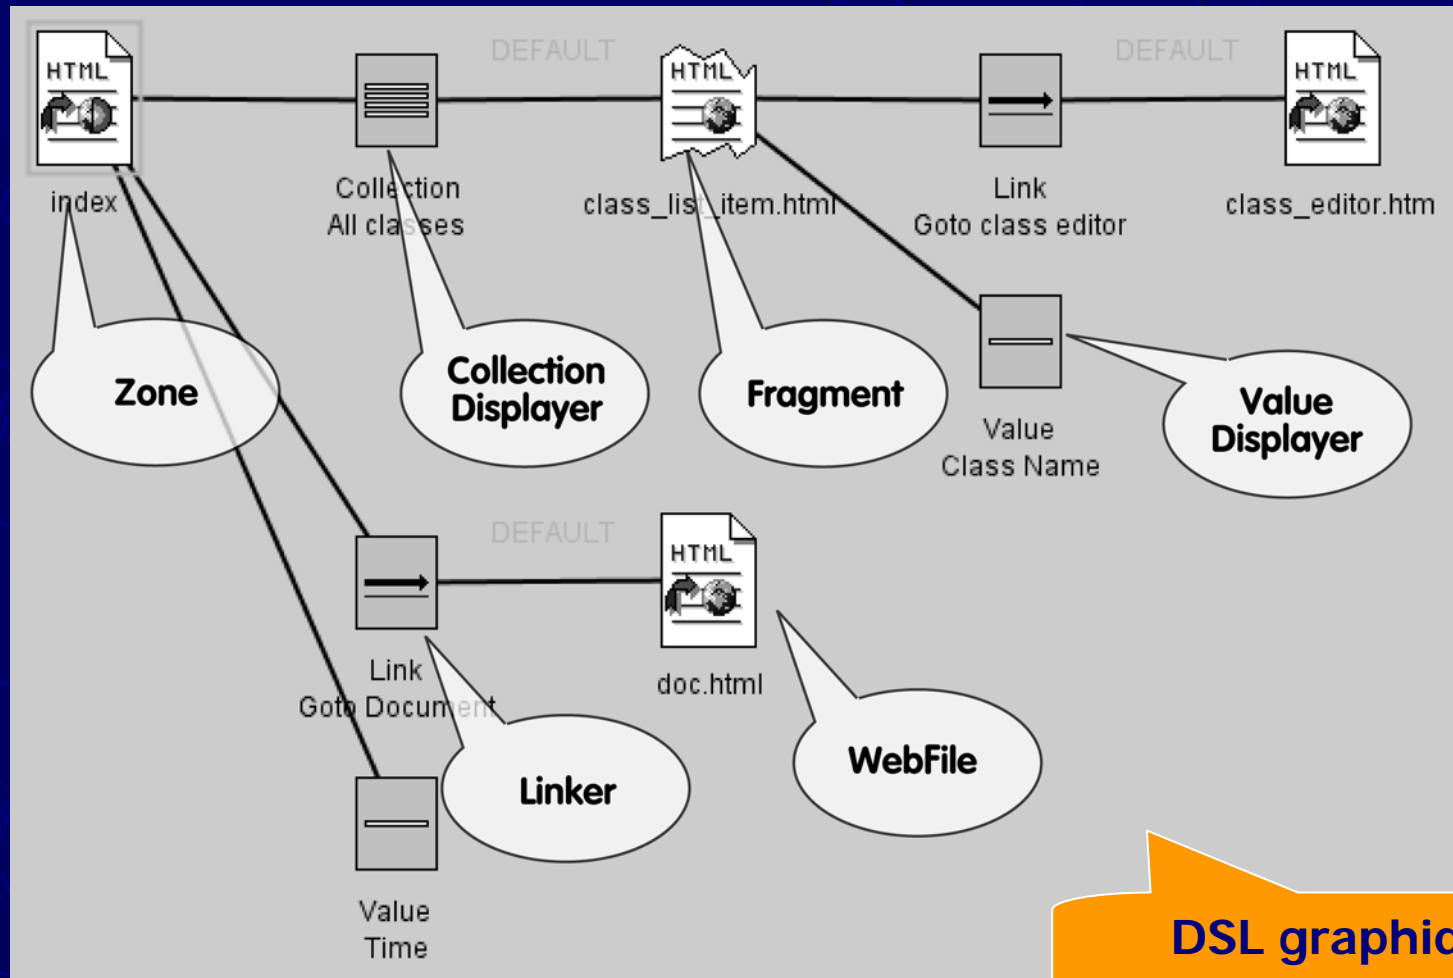 DEFAULT
DEFAULT
HTML
HTML
HTML
index
Collection
All classes
class_list_item.html
Link
Goto class editor
class_editor.htm
Zone
Collection
Displayer
Fragment
Value
Displayer
Value
Class Name
DEFAULT
HTML
Link
Goto Document
doc.html
Linker
WebFile
Value
Time
DSL graphic